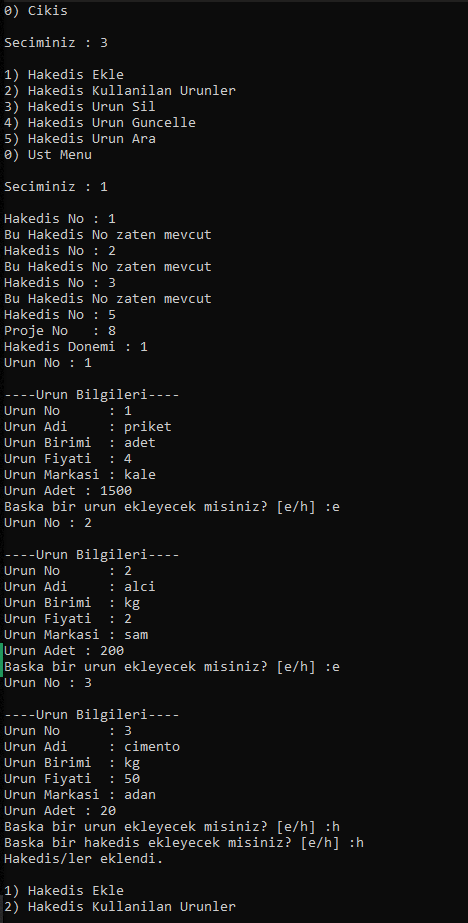 0) Cikis
Seciminiz : 3
1) Hakedis Ekle
2) Hakedis Kullanilan Urunler
3) Hakedis Urun Sil
4) Hakedis Urun Guncelle
5) Hakedis Urun Ara
0) Ust Menu
Seciminiz : 1
Hakedis No : 1
Bu Hakedis No zaten mevcut
Hakedis No : 2
Bu Hakedis No zaten mevcut
Hakedis No : 3
Bu Hakedis No zaten mevcut
Hakedis No : 5
Proje No   : 8
Hakedis Donemi : 1
Urun No : 1
----Urun Bilgileri----
Urun No      : 1
Urun Adi     : priket
Urun Birimi  : adet
Urun Fiyati  : 4
Urun Markasi : kale
Urun Adet : 1500
Baska bir urun ekleyecek misiniz? [e/h] :e
Urun No : 2
----Urun Bilgileri----
Urun No      : 2
Urun Adi     : alci
Urun Birimi  : kg
Urun Fiyati  : 2
Urun Markasi : sam
Urun Adet : 200
Baska bir urun ekleyecek misiniz? [e/h] :e
Urun No : 3
----Urun Bilgileri----
Urun No      : 3
Urun Adi     : cimento
Urun Birimi  : kg
Urun Fiyati  : 50
Urun Markasi : adan
Urun Adet : 20
Baska bir urun ekleyecek misiniz? [e/h] :h
Baska bir hakedis ekleyecek misiniz? [e/h] :h
Hakedis/ler eklendi.
1) Hakedis Ekle
2) Hakedis Kullanilan Urunler